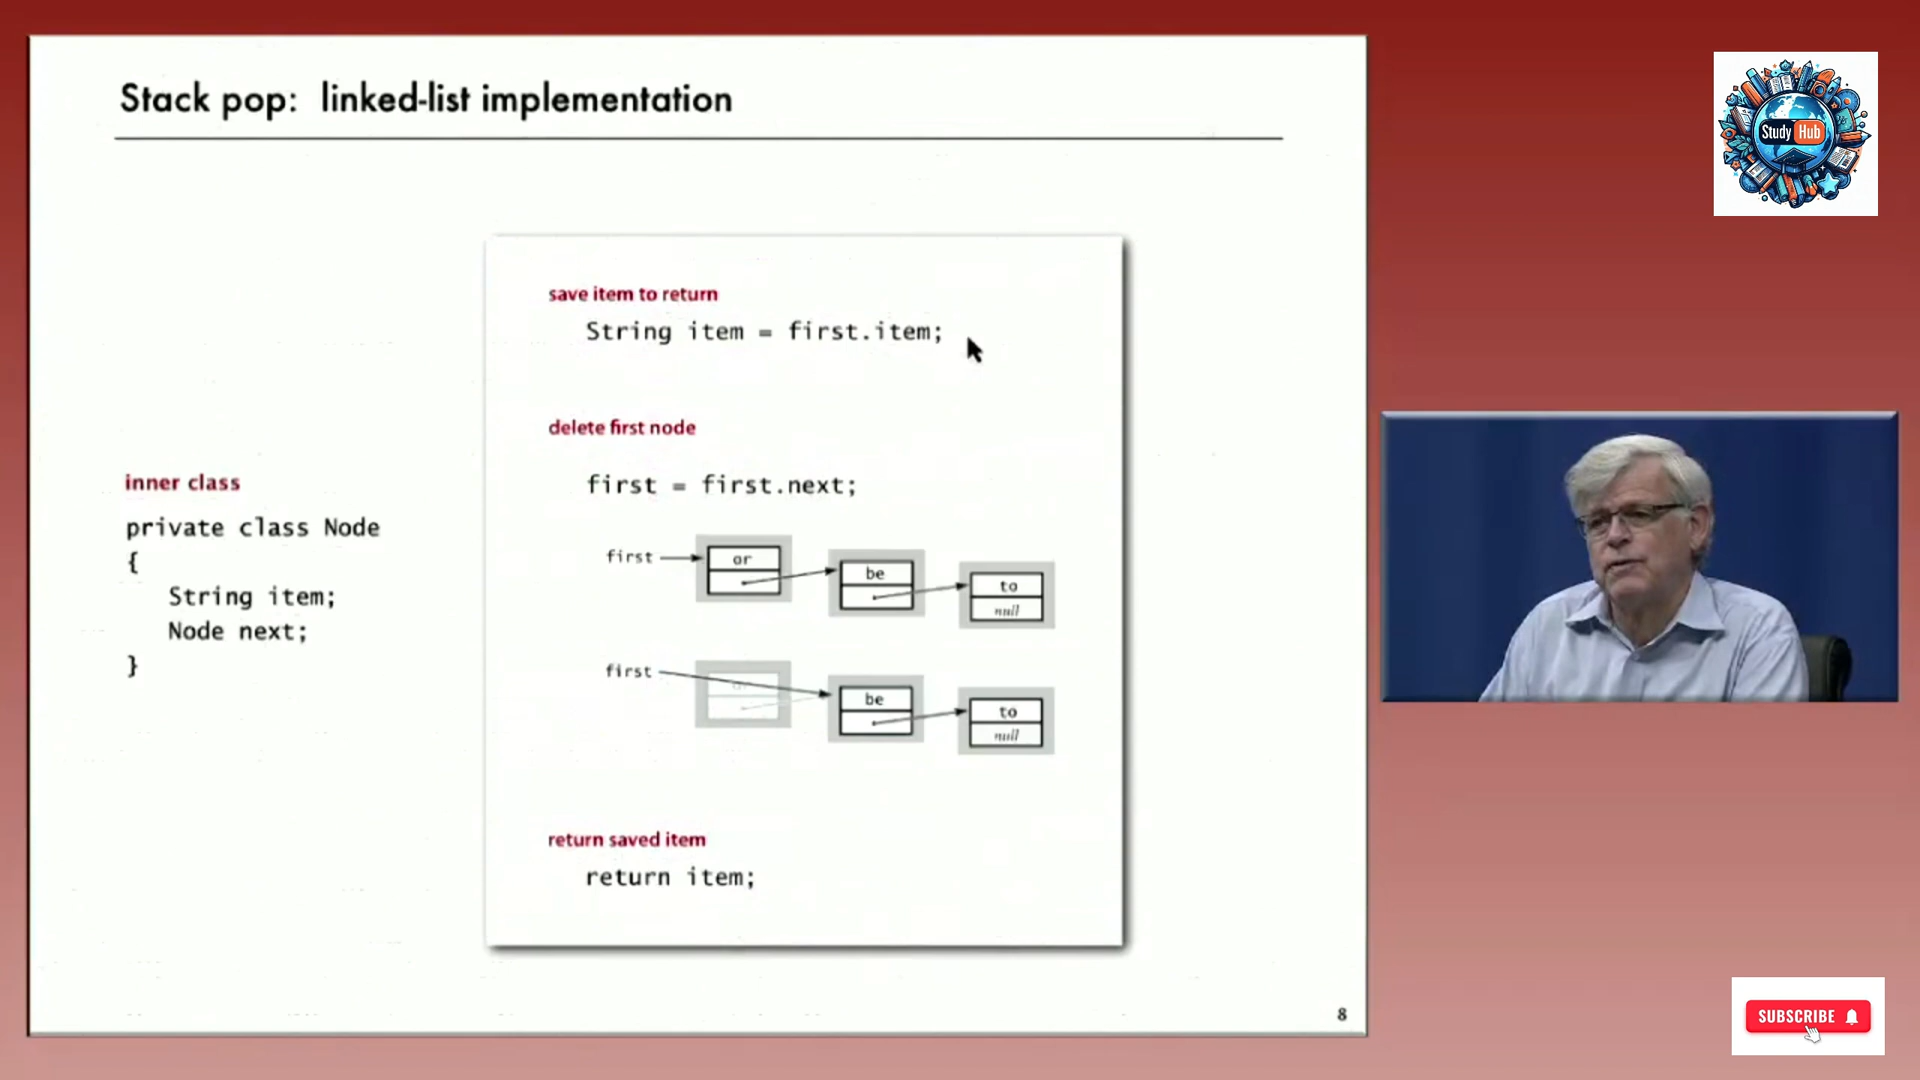 Stack pop: linked-list implementation
save item to return
String item = first.item;
delete first node
first = first.next;
inner class
private class Node
{
String item;
Node next;
}
first
or
be
to
null
first
be
to
null
return saved item
return item;
8
Study Hub
SUBSCRIBE